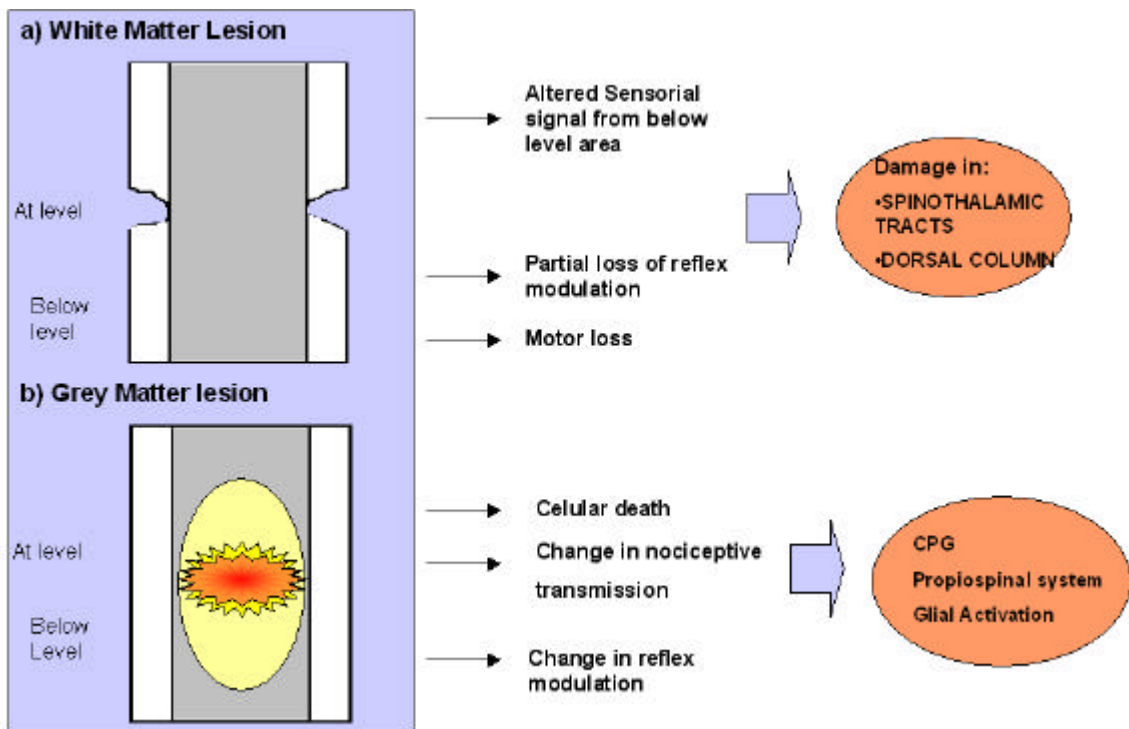 a) White Matter Lesion
At level
Below
level
Altered Sensorial
signal from below
level area
Partial loss of reflex
modulation
Motor loss
Damage in:
•SPINOTHALAMIC
TRACTS
•DORSAL COLUMN
b) Grey Matter lesion
At level
Below
Level
Celular death
Change in nociceptive
transmission
Change in reflex
modulation
CPG
Propiospinal system
Glial Activation